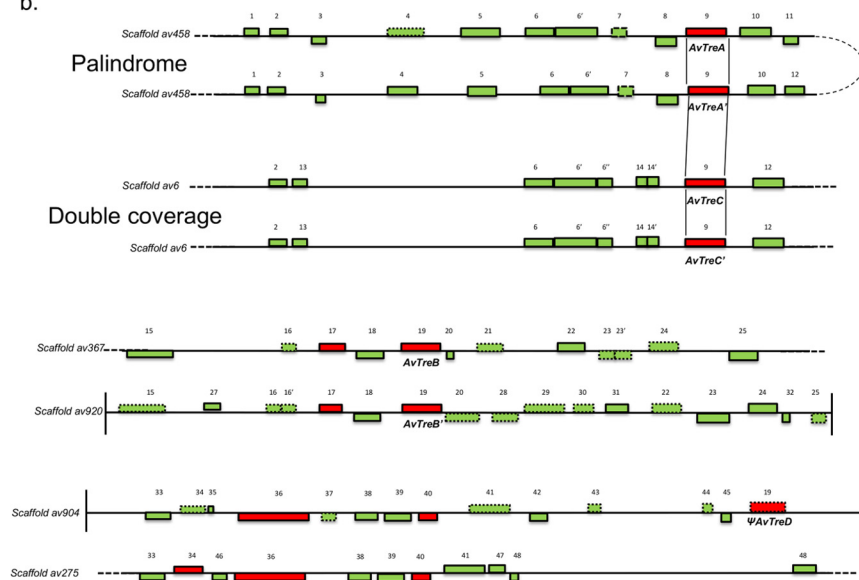 b.
1 2 3 4 5 6 6' 7 8 9 10 11
Scaffold av458
AvTreA
Palindrome
1 2 3 4 5 6 6' 7 8 9 10 12
Scaffold av458
AvTreA'
2 13 6 6' 6'' 14 14' 9 12
Scaffold av6
AvTreC
Double coverage
2 13 6 6' 6'' 14 14' 9 12
Scaffold av6
AvTreC'
15 16 17 18 19 20 21 22 23 23' 24 25
Scaffold av367
AvTreB
15 27 16 16' 17 18 19 20 28 29 30 31 22 23 24 32 25
Scaffold av920
AvTreB'
33 34 35 36 37 38 39 40 41 42 43 44 45 19
Scaffold av904
ΨAvTreD
33 34 46 36 38 39 40 41 47 48 48
Scaffold av275